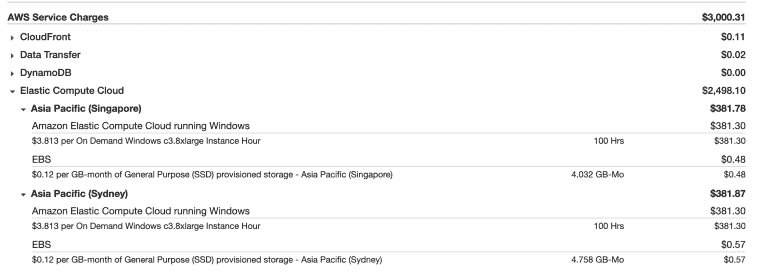 AWS Service Charges $3,000.31
CloudFront $0.11
Data Transfer $0.02
DynamoDB $0.00
Elastic Compute Cloud $2,498.10
Asia Pacific (Singapore) $381.78
Amazon Elastic Compute Cloud running Windows $381.30
$3.813 per On Demand Windows c3.8xlarge Instance Hour 100 Hrs $381.30
EBS $0.48
$0.12 per GB-month of General Purpose (SSD) provisioned storage - Asia Pacific (Singapore) 4.032 GB-Mo $0.48
Asia Pacific (Sydney) $381.87
Amazon Elastic Compute Cloud running Windows $381.30
$3.813 per On Demand Windows c3.8xlarge Instance Hour 100 Hrs $381.30
EBS $0.57
$0.12 per GB-month of General Purpose (SSD) provisioned storage - Asia Pacific (Sydney) 4.758 GB-Mo $0.57